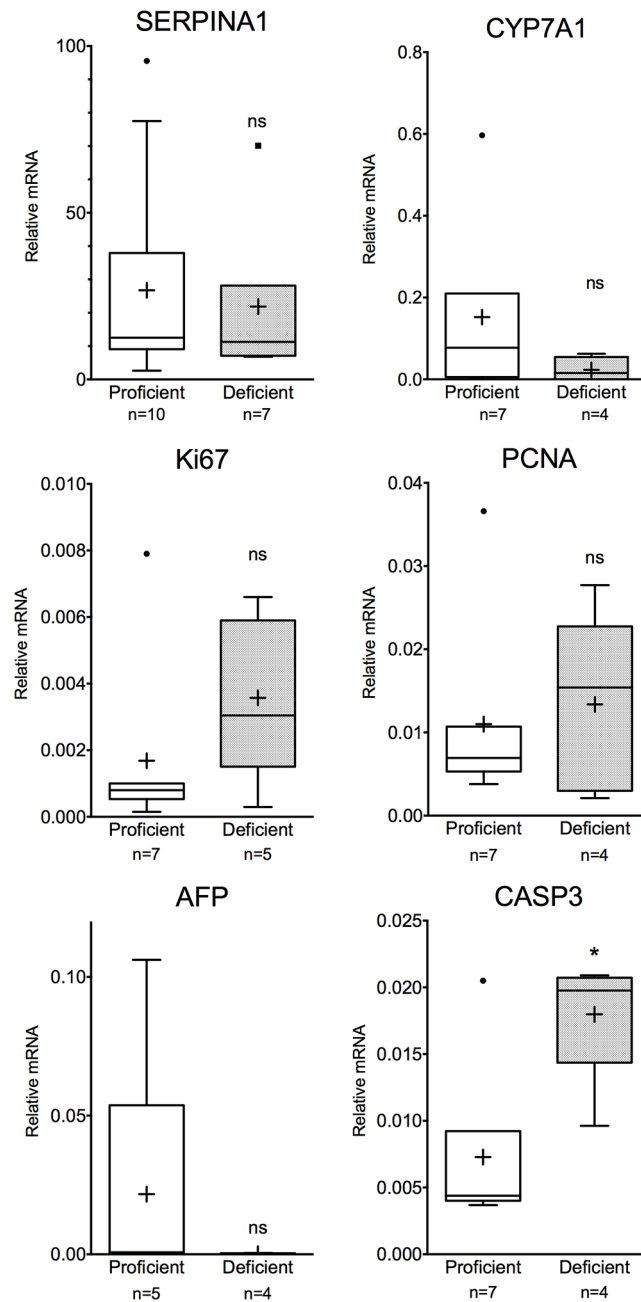 SERPINA1
100
50
0
Relative mRNA
ns
Proficient Deficient
n=10 n=7
CYP7A1
0.8
0.6
0.4
0.2
0.0
Relative mRNA
ns
Proficient Deficient
n=7 n=4
Ki67
0.010
0.008
0.006
0.004
0.002
0.000
Relative mRNA
ns
Proficient Deficient
n=7 n=5
PCNA
0.04
0.03
0.02
0.01
0.00
Relative mRNA
ns
Proficient Deficient
n=7 n=4
AFP
0.10
0.05
0.00
Relative mRNA
ns
Proficient Deficient
n=5 n=4
CASP3
0.025
0.020
0.015
0.010
0.005
0.000
Relative mRNA
*
Proficient Deficient
n=7 n=4